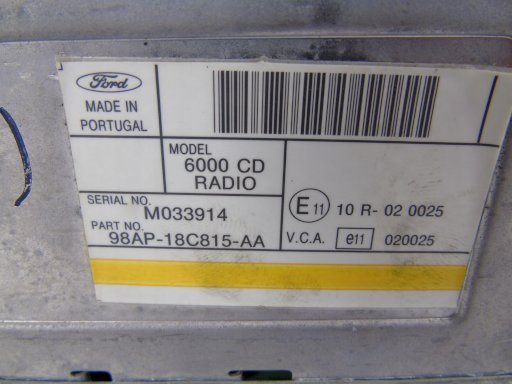 Ford
MADE IN
PORTUGAL
MODEL
6000 CD
RADIO
SERIAL NO.
M033914
PART NO.
98AP-18C815-AA
E 11 10 R- 02 0025
V.C.A. e11 020025